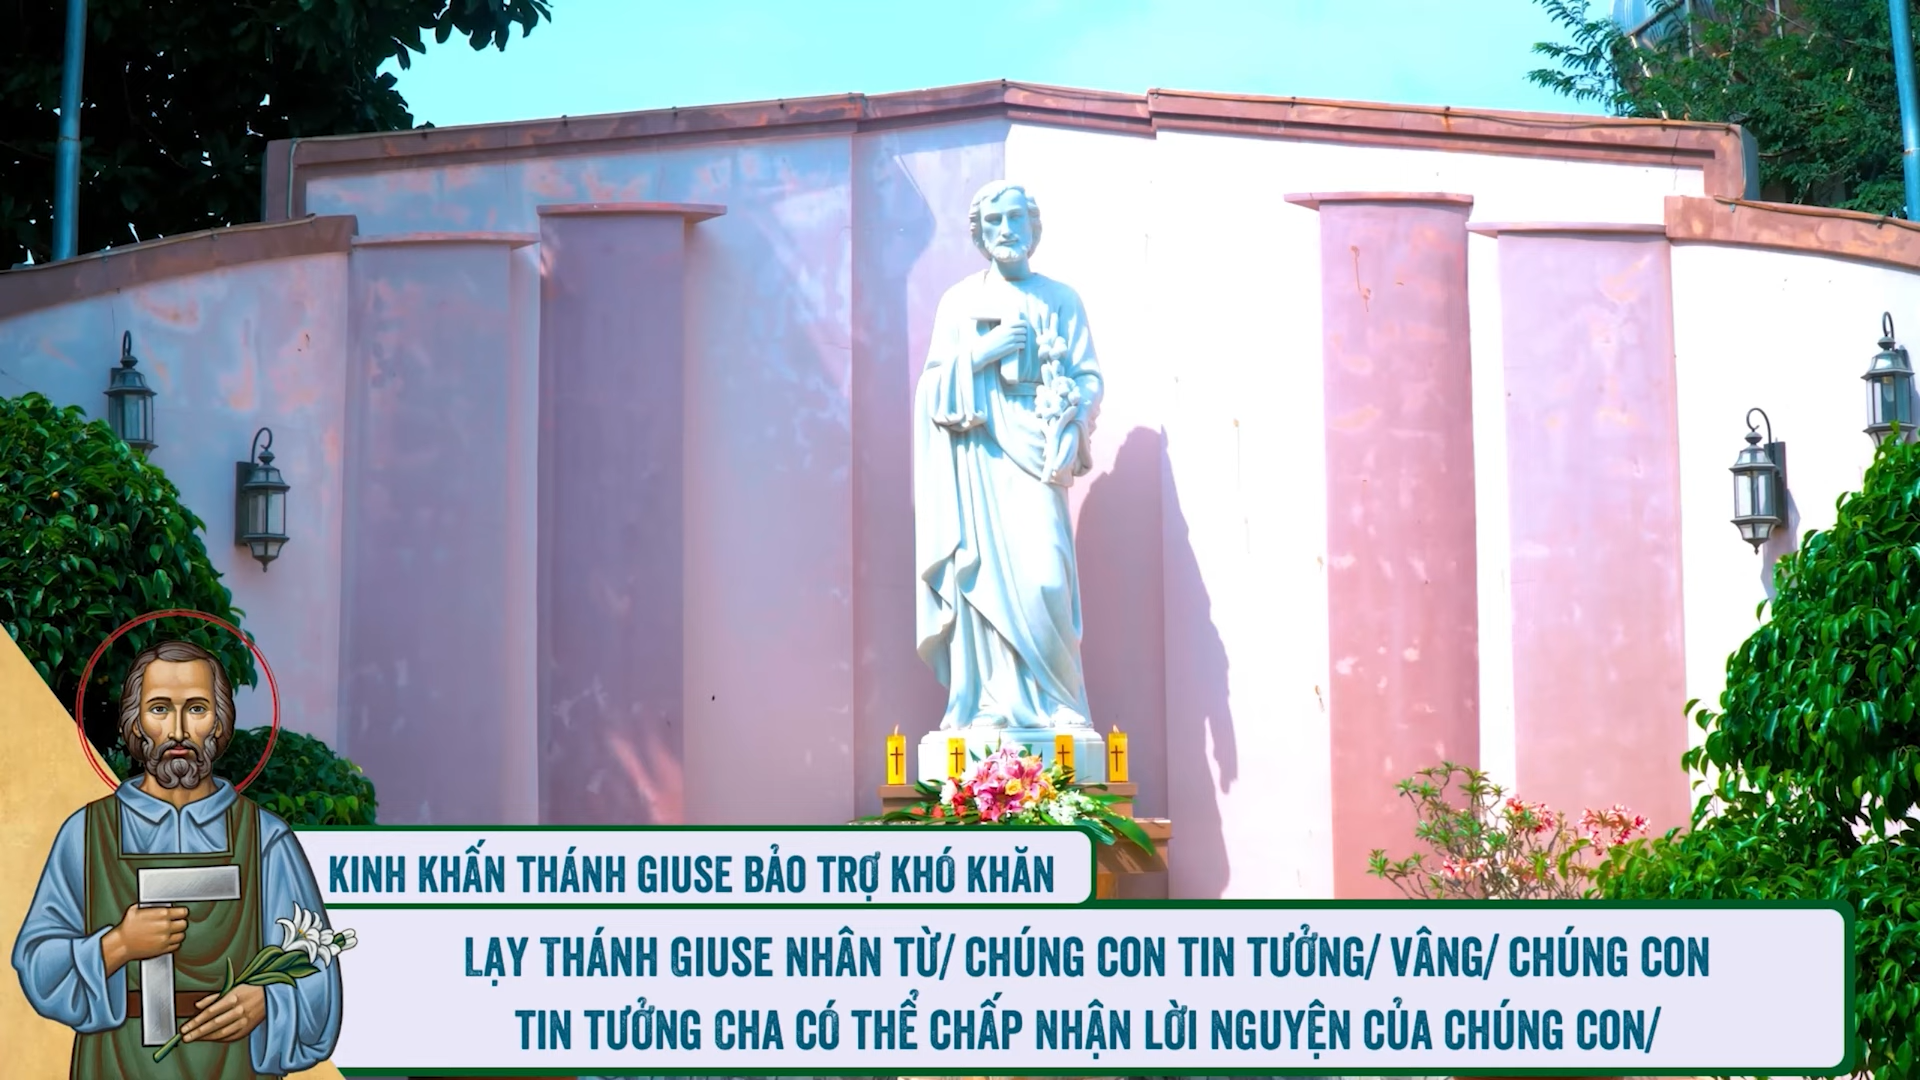 KINH KHẤN THÁNH GIUSE BẢO TRỢ KHÓ KHĂN
LẠY THÁNH GIUSE NHÂN TỪ/ CHÚNG CON TIN TƯỞNG/ VÂNG/ CHÚNG CON
TIN TƯỞNG CHA CÓ THỂ CHẤP NHẬN LỜI NGUYỆN CỦA CHÚNG CON/